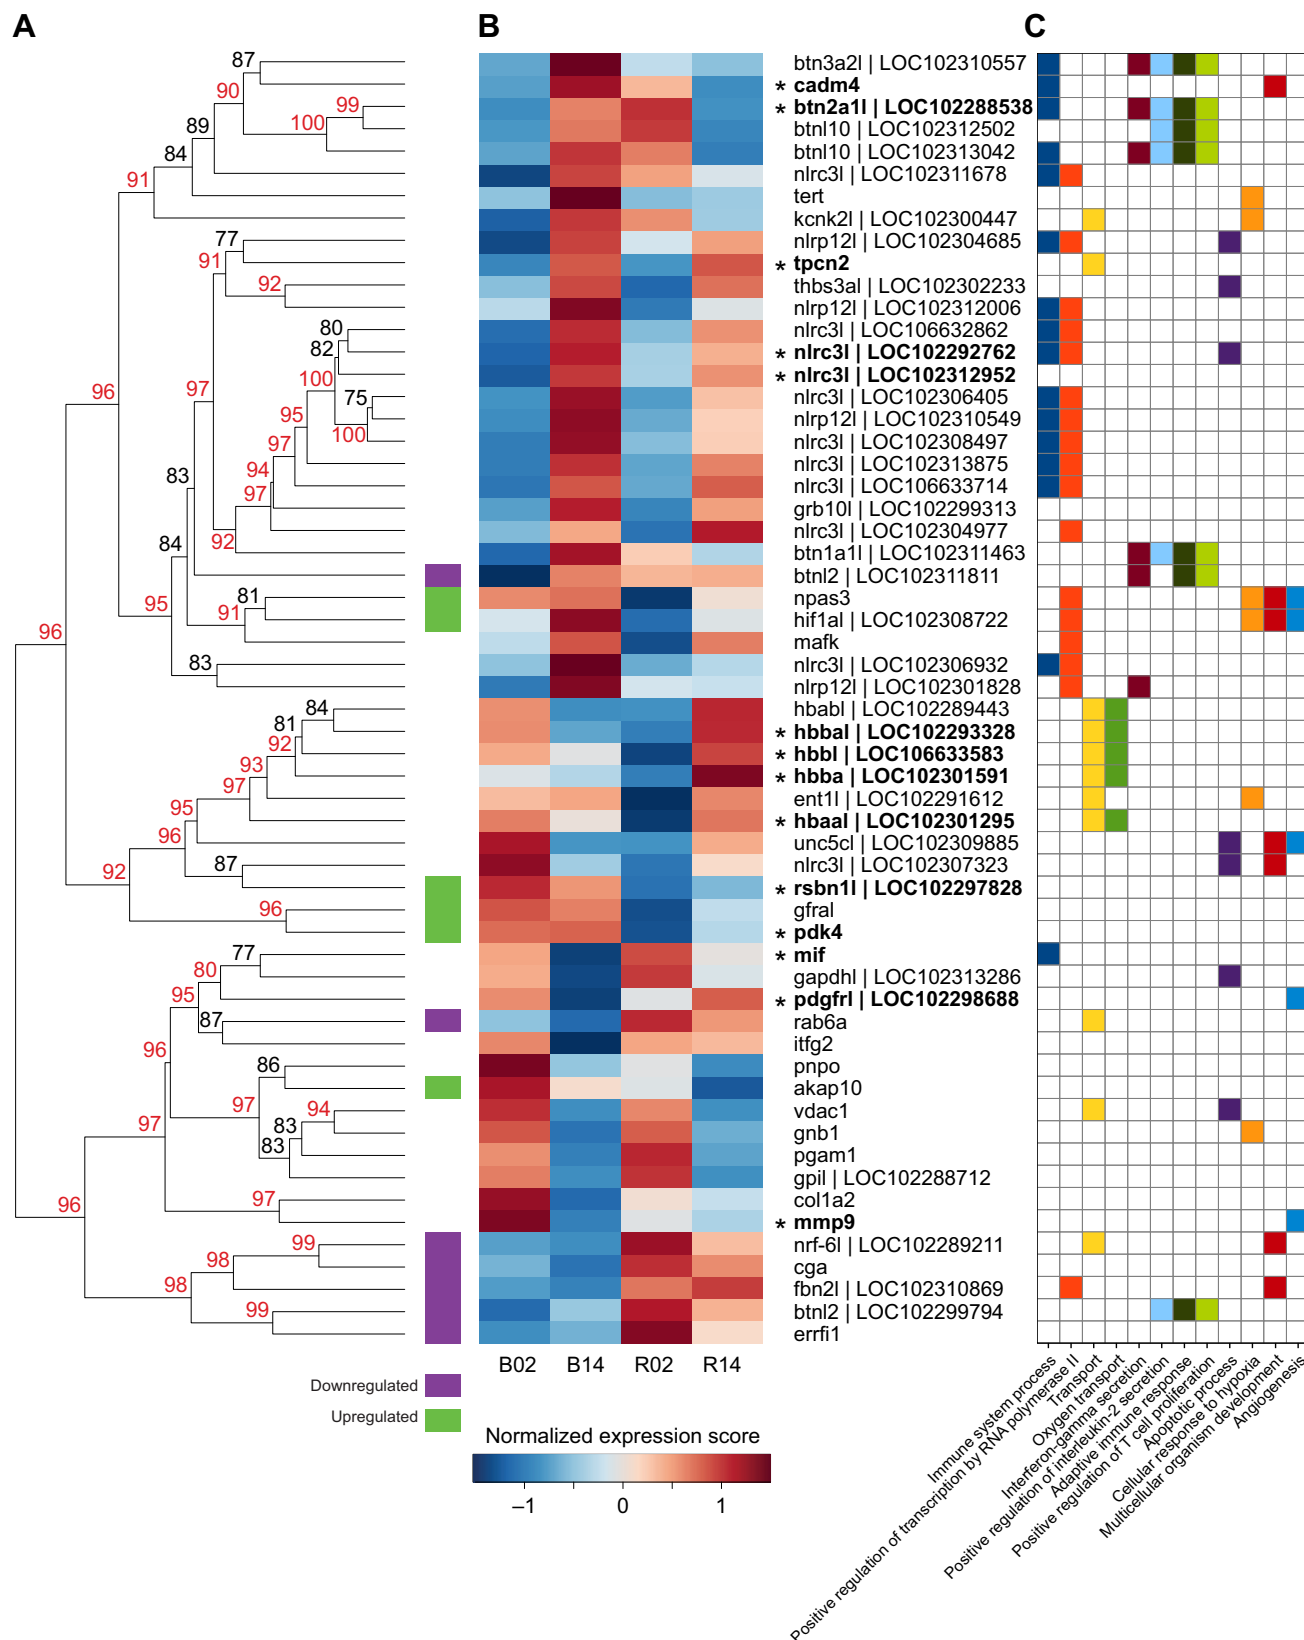 A
B
C
87
90
99
100
89
84
91
77
91
92
80
82
100
75
100
95
97
94
97
92
97
96
83
84
81
91
95
83
96
84
81
92
93
97
95
96
87
92
96
77
80
95
87
96
86
97
94
83
83
97
97
96
99
98
98
99
btn3a2l | LOC102310557
* cadm4
* btn2a1l | LOC102288538
btnl10 | LOC102312502
btnl10 | LOC102313042
nlrc3l | LOC102311678
tert
kcnk2l | LOC102300447
nlrp12l | LOC102304685
* tpcn2
thbs3al | LOC102302233
nlrp12l | LOC102312006
nlrc3l | LOC106632862
* nlrc3l | LOC102292762
* nlrc3l | LOC102312952
nlrc3l | LOC102306405
nlrp12l | LOC102310549
nlrc3l | LOC102308497
nlrc3l | LOC102313875
nlrc3l | LOC106633714
grb10l | LOC102299313
nlrc3l | LOC102304977
btn1a1l | LOC102311463
btnl2 | LOC102311811
npas3
hif1al | LOC102308722
mafk
nlrc3l | LOC102306932
nlrp12l | LOC102301828
hbabl | LOC102289443
* hbbal | LOC102293328
* hbbl | LOC106633583
* hbba | LOC102301591
ent1l | LOC102291612
* hbaal | LOC102301295
unc5cl | LOC102309885
nlrc3l | LOC102307323
* rsbn1l | LOC102297828
gfral
* pdk4
* mif
gapdhl | LOC102313286
* pdgfrl | LOC102298688
rab6a
itfg2
pnpo
akap10
vdac1
gnb1
pgam1
gpil | LOC102288712
col1a2
* mmp9
nrf-6l | LOC102289211
cga
fbn2l | LOC102310869
btnl2 | LOC102299794
errfi1
B02 B14 R02 R14
Downregulated
Upregulated
Normalized expression score
–1 0 1
Immune system process
Positive regulation of transcription by RNA polymerase II
Transport
Oxygen transport
Interferon-gamma secretion
Positive regulation of interleukin-2 secretion
Adaptive immune response
Positive regulation of T cell proliferation
Apoptotic process
Cellular response to hypoxia
Multicellular organism development
Angiogenesis